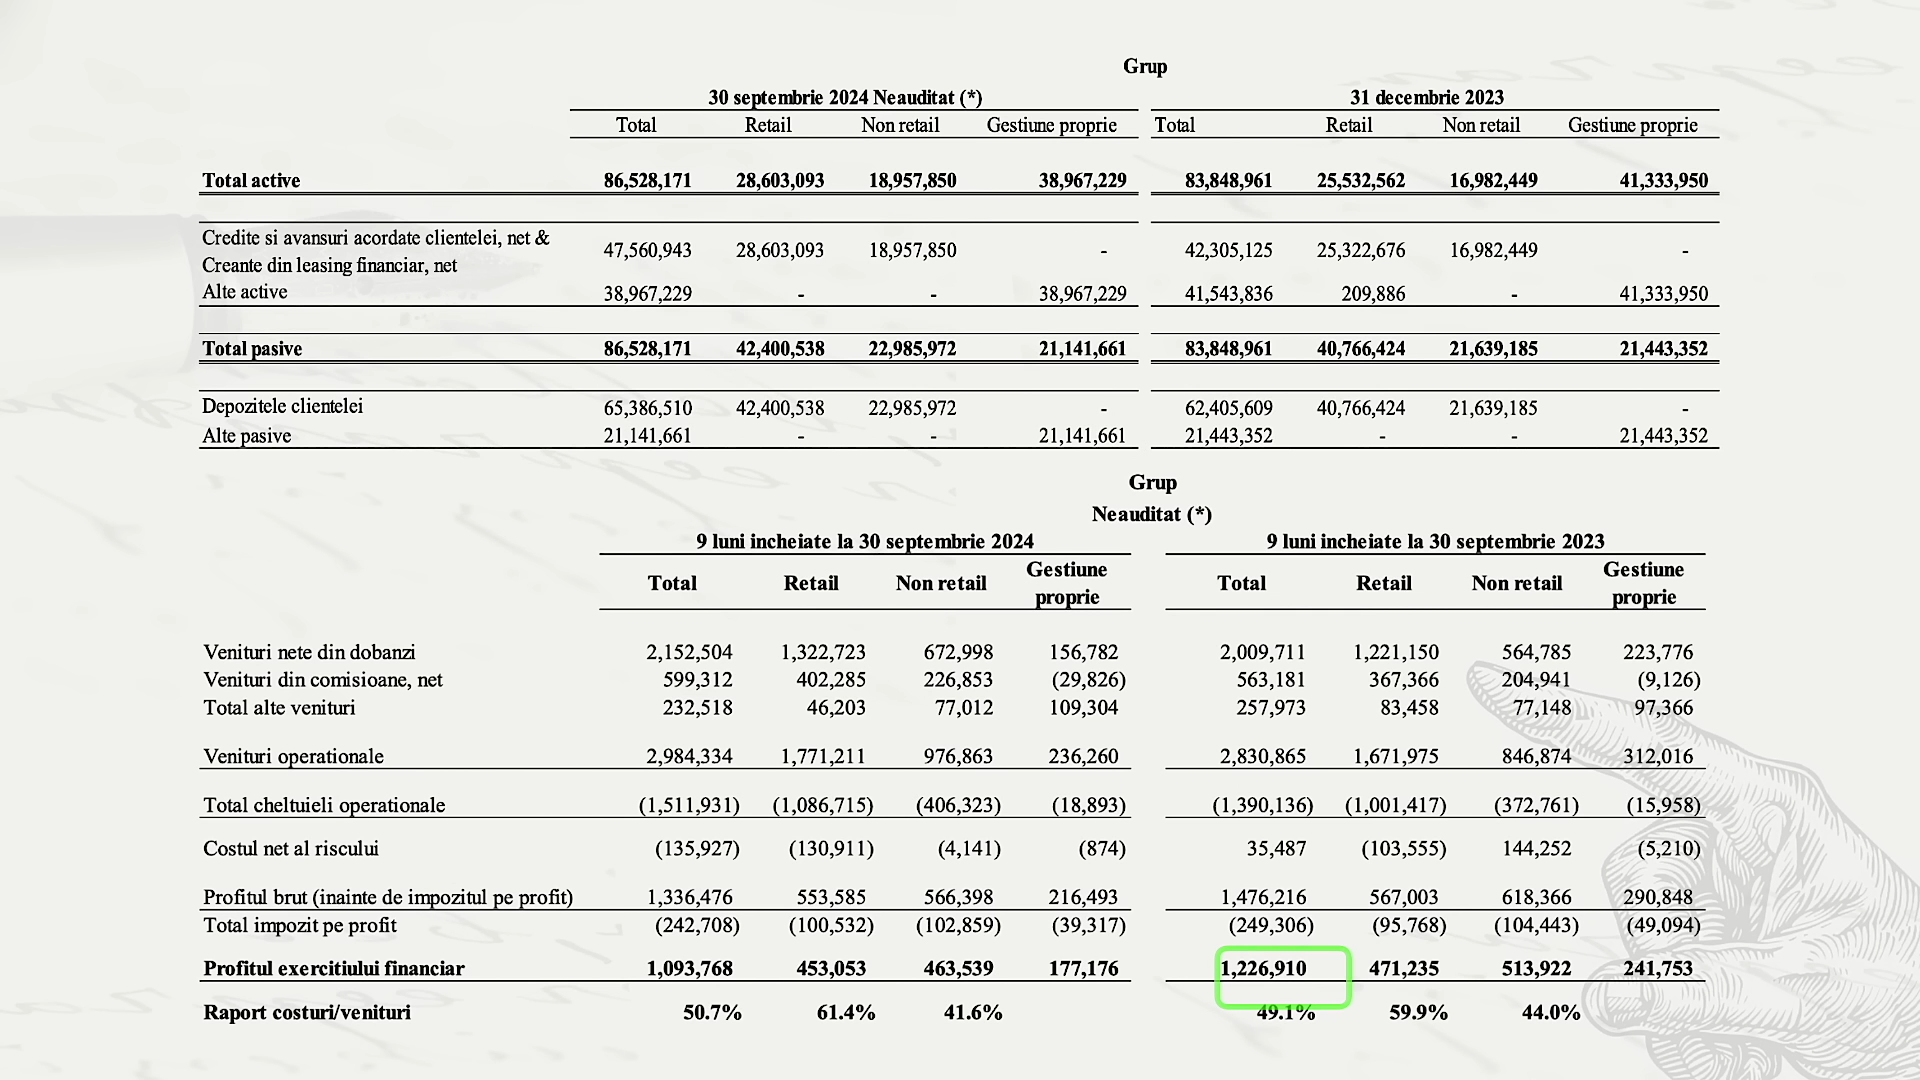 Grup
30 septembrie 2024 Neauditat (*) 31 decembrie 2023
Total Retail Non retail Gestiune proprie Total Retail Non retail Gestiune proprie
Total active 86,528,171 28,603,093 18,957,850 38,967,229 83,848,961 25,532,562 16,982,449 41,333,950
Credite si avansuri acordate clientelei, net &
Creante din leasing financiar, net 47,560,943 28,603,093 18,957,850 - 42,305,125 25,322,676 16,982,449 -
Alte active 38,967,229 - - 38,967,229 41,543,836 209,886 - 41,333,950
Total pasive 86,528,171 42,400,538 22,985,972 21,141,661 83,848,961 40,766,424 21,639,185 21,443,352
Depozitele clientelei 65,386,510 42,400,538 22,985,972 - 62,405,609 40,766,424 21,639,185 -
Alte pasive 21,141,661 - - 21,141,661 21,443,352 - - 21,443,352
Grup
Neauditat (*)
9 luni incheiate la 30 septembrie 2024 9 luni incheiate la 30 septembrie 2023
Total Retail Non retail Gestiune proprie Total Retail Non retail Gestiune proprie
Venituri nete din dobanzi 2,152,504 1,322,723 672,998 156,782 2,009,711 1,221,150 564,785 223,776
Venituri din comisioane, net 599,312 402,285 226,853 (29,826) 563,181 367,366 204,941 (9,126)
Total alte venituri 232,518 46,203 77,012 109,304 257,973 83,458 77,148 97,366
Venituri operationale 2,984,334 1,771,211 976,863 236,260 2,830,865 1,671,975 846,874 312,016
Total cheltuieli operationale (1,511,931) (1,086,715) (406,323) (18,893) (1,390,136) (1,001,417) (372,761) (15,958)
Costul net al riscului (135,927) (130,911) (4,141) (874) 35,487 (103,555) 144,252 (5,210)
Profitul brut (inainte de impozitul pe profit) 1,336,476 553,585 566,398 216,493 1,476,216 567,003 618,366 290,848
Total impozit pe profit (242,708) (100,532) (102,859) (39,317) (249,306) (95,768) (104,443) (49,094)
Profitul exercitiului financiar 1,093,768 453,053 463,539 177,176 1,226,910 471,235 513,922 241,753
Raport costuri/venituri 50.7% 61.4% 41.6% 49.1% 59.9% 44.0%